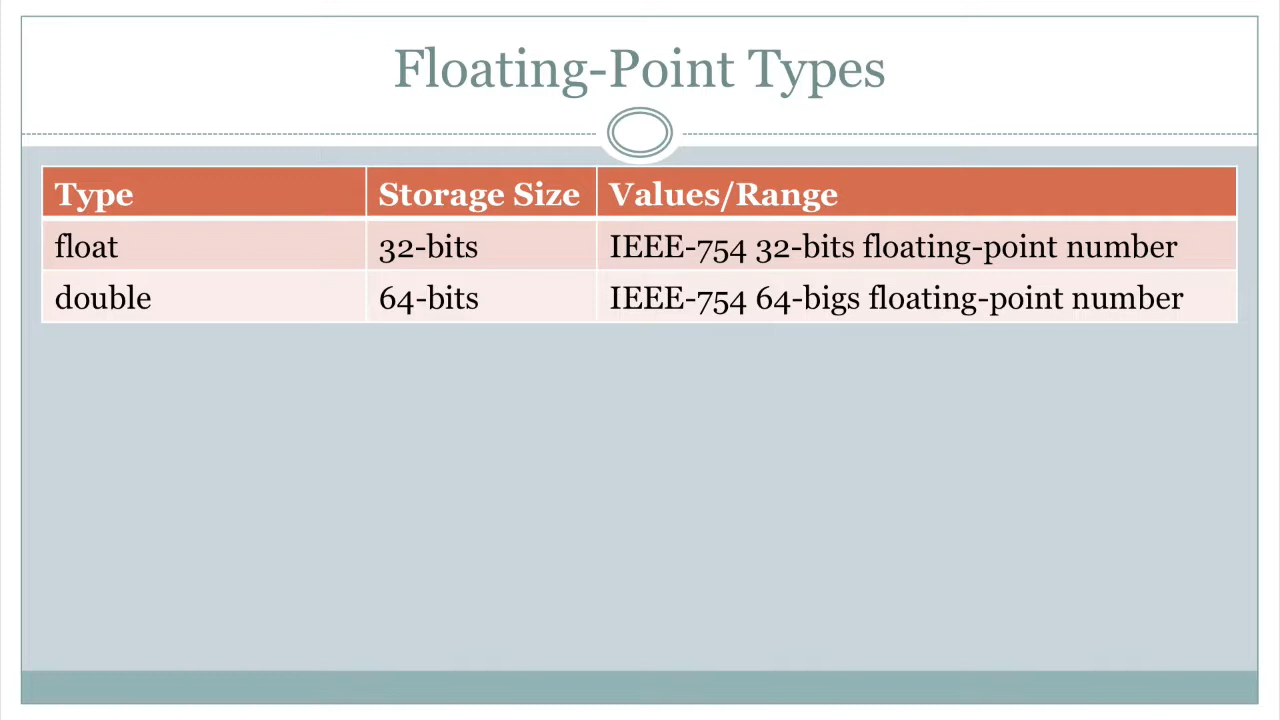 Floating-Point Types
Type Storage Size Values/Range
float 32-bits IEEE-754 32-bits floating-point number
double 64-bits IEEE-754 64-bigs floating-point number